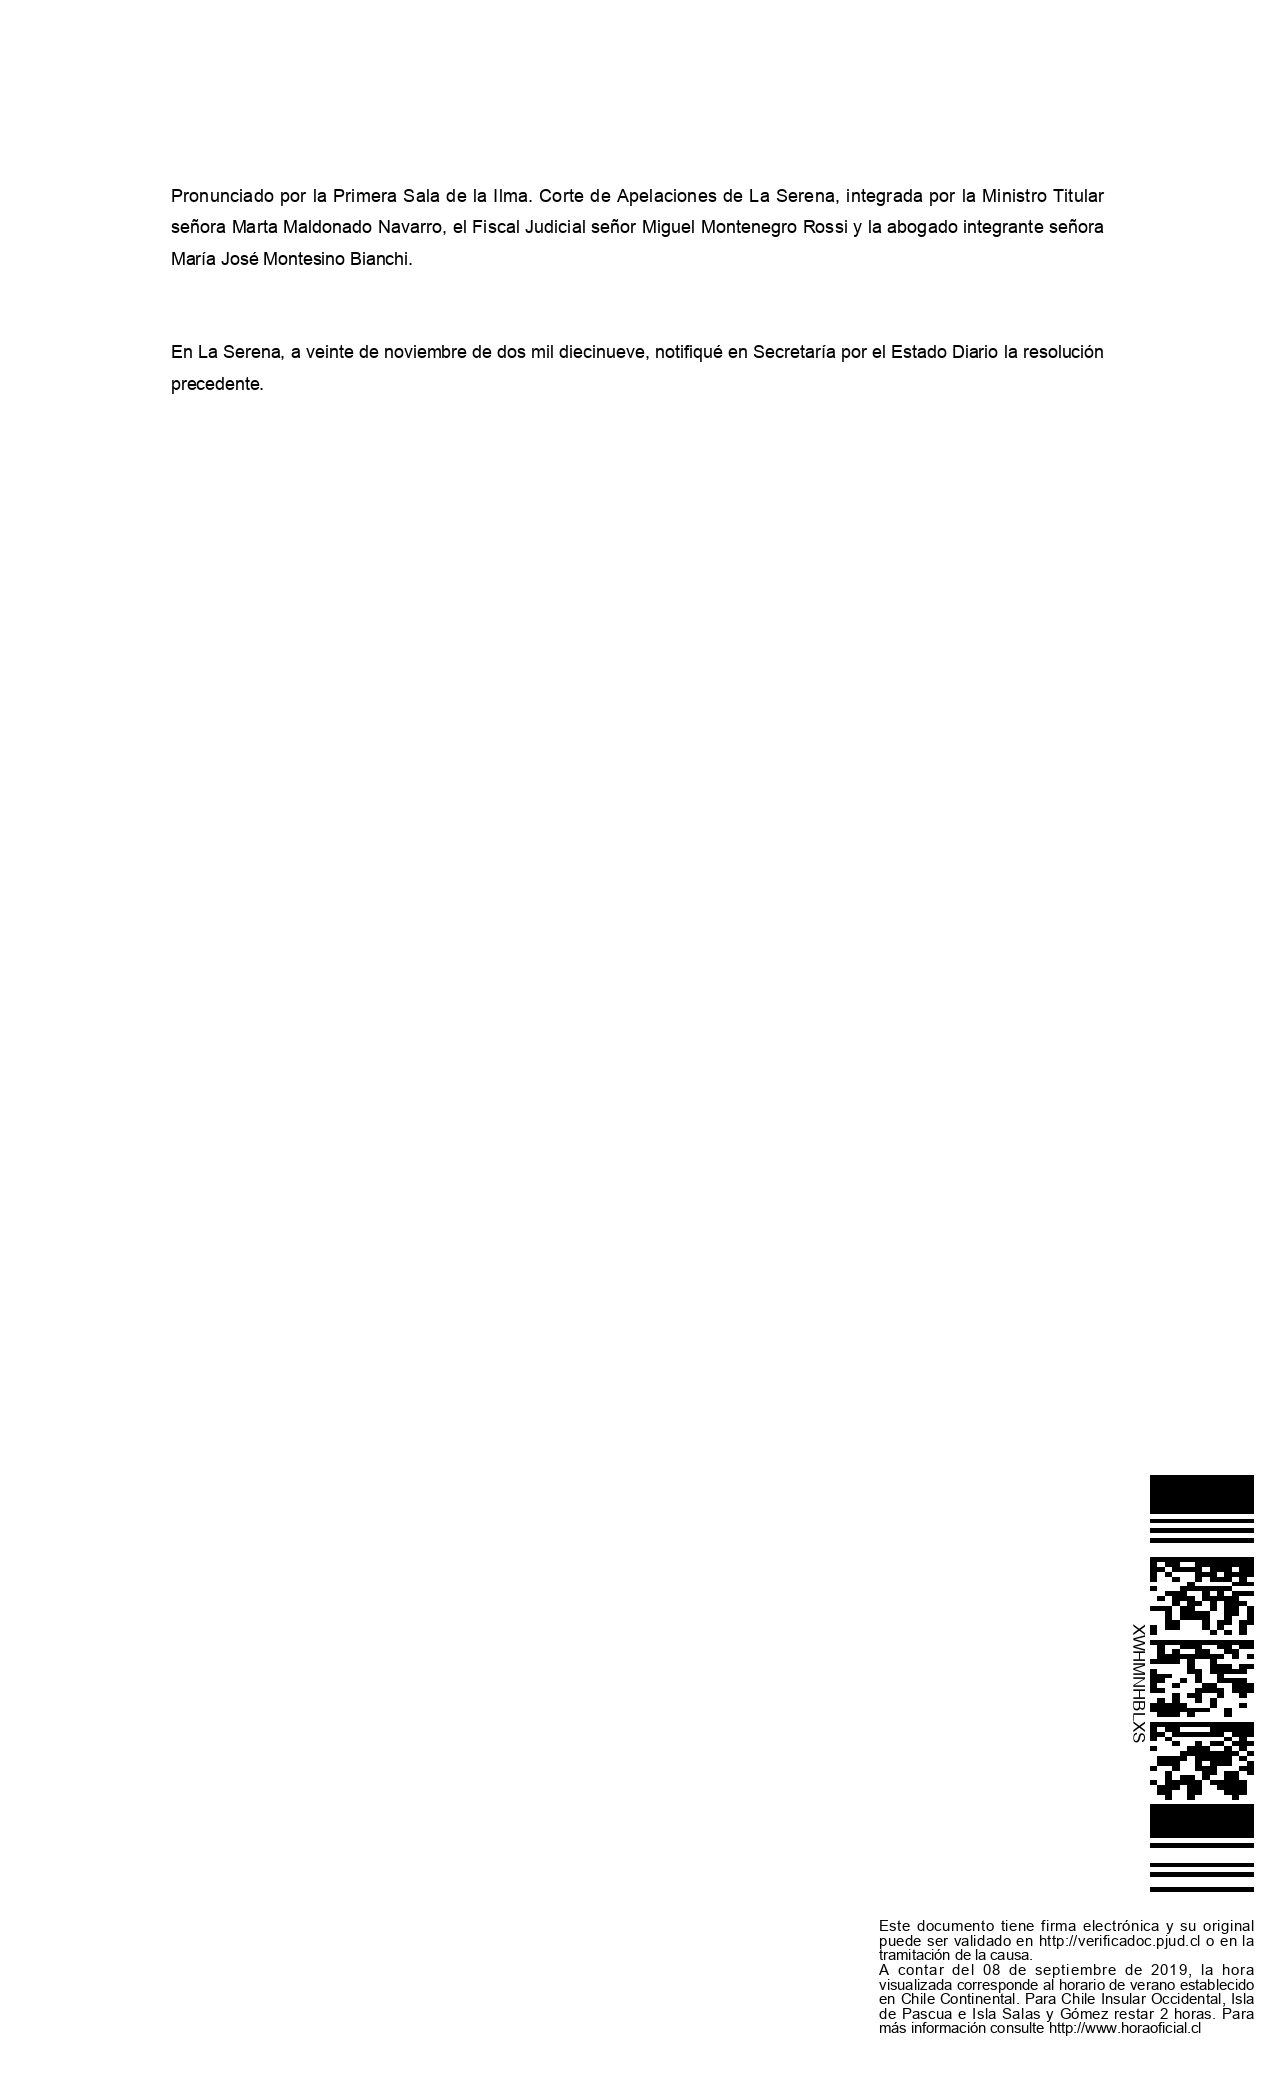 Pronunciado por la Primera Sala de la Ilma. Corte de Apelaciones de La Serena, integrada por la Ministro Titular
señora Marta Maldonado Navarro, el Fiscal Judicial señor Miguel Montenegro Rossi y la abogado integrante señora
María José Montesino Bianchi.
En La Serena, a veinte de noviembre de dos mil diecinueve, notifiqué en Secretaría por el Estado Diario la resolución
precedente.
XWHMNHBLXS
Este documento tiene firma electrónica y su original
puede ser validado en http://verificadoc.pjud.cl o en la
tramitación de la causa.
A contar del 08 de septiembre de 2019, la hora
visualizada corresponde al horario de verano establecido
en Chile Continental. Para Chile Insular Occidental, Isla
de Pascua e Isla Salas y Gómez restar 2 horas. Para
más información consulte http://www.horaoficial.cl